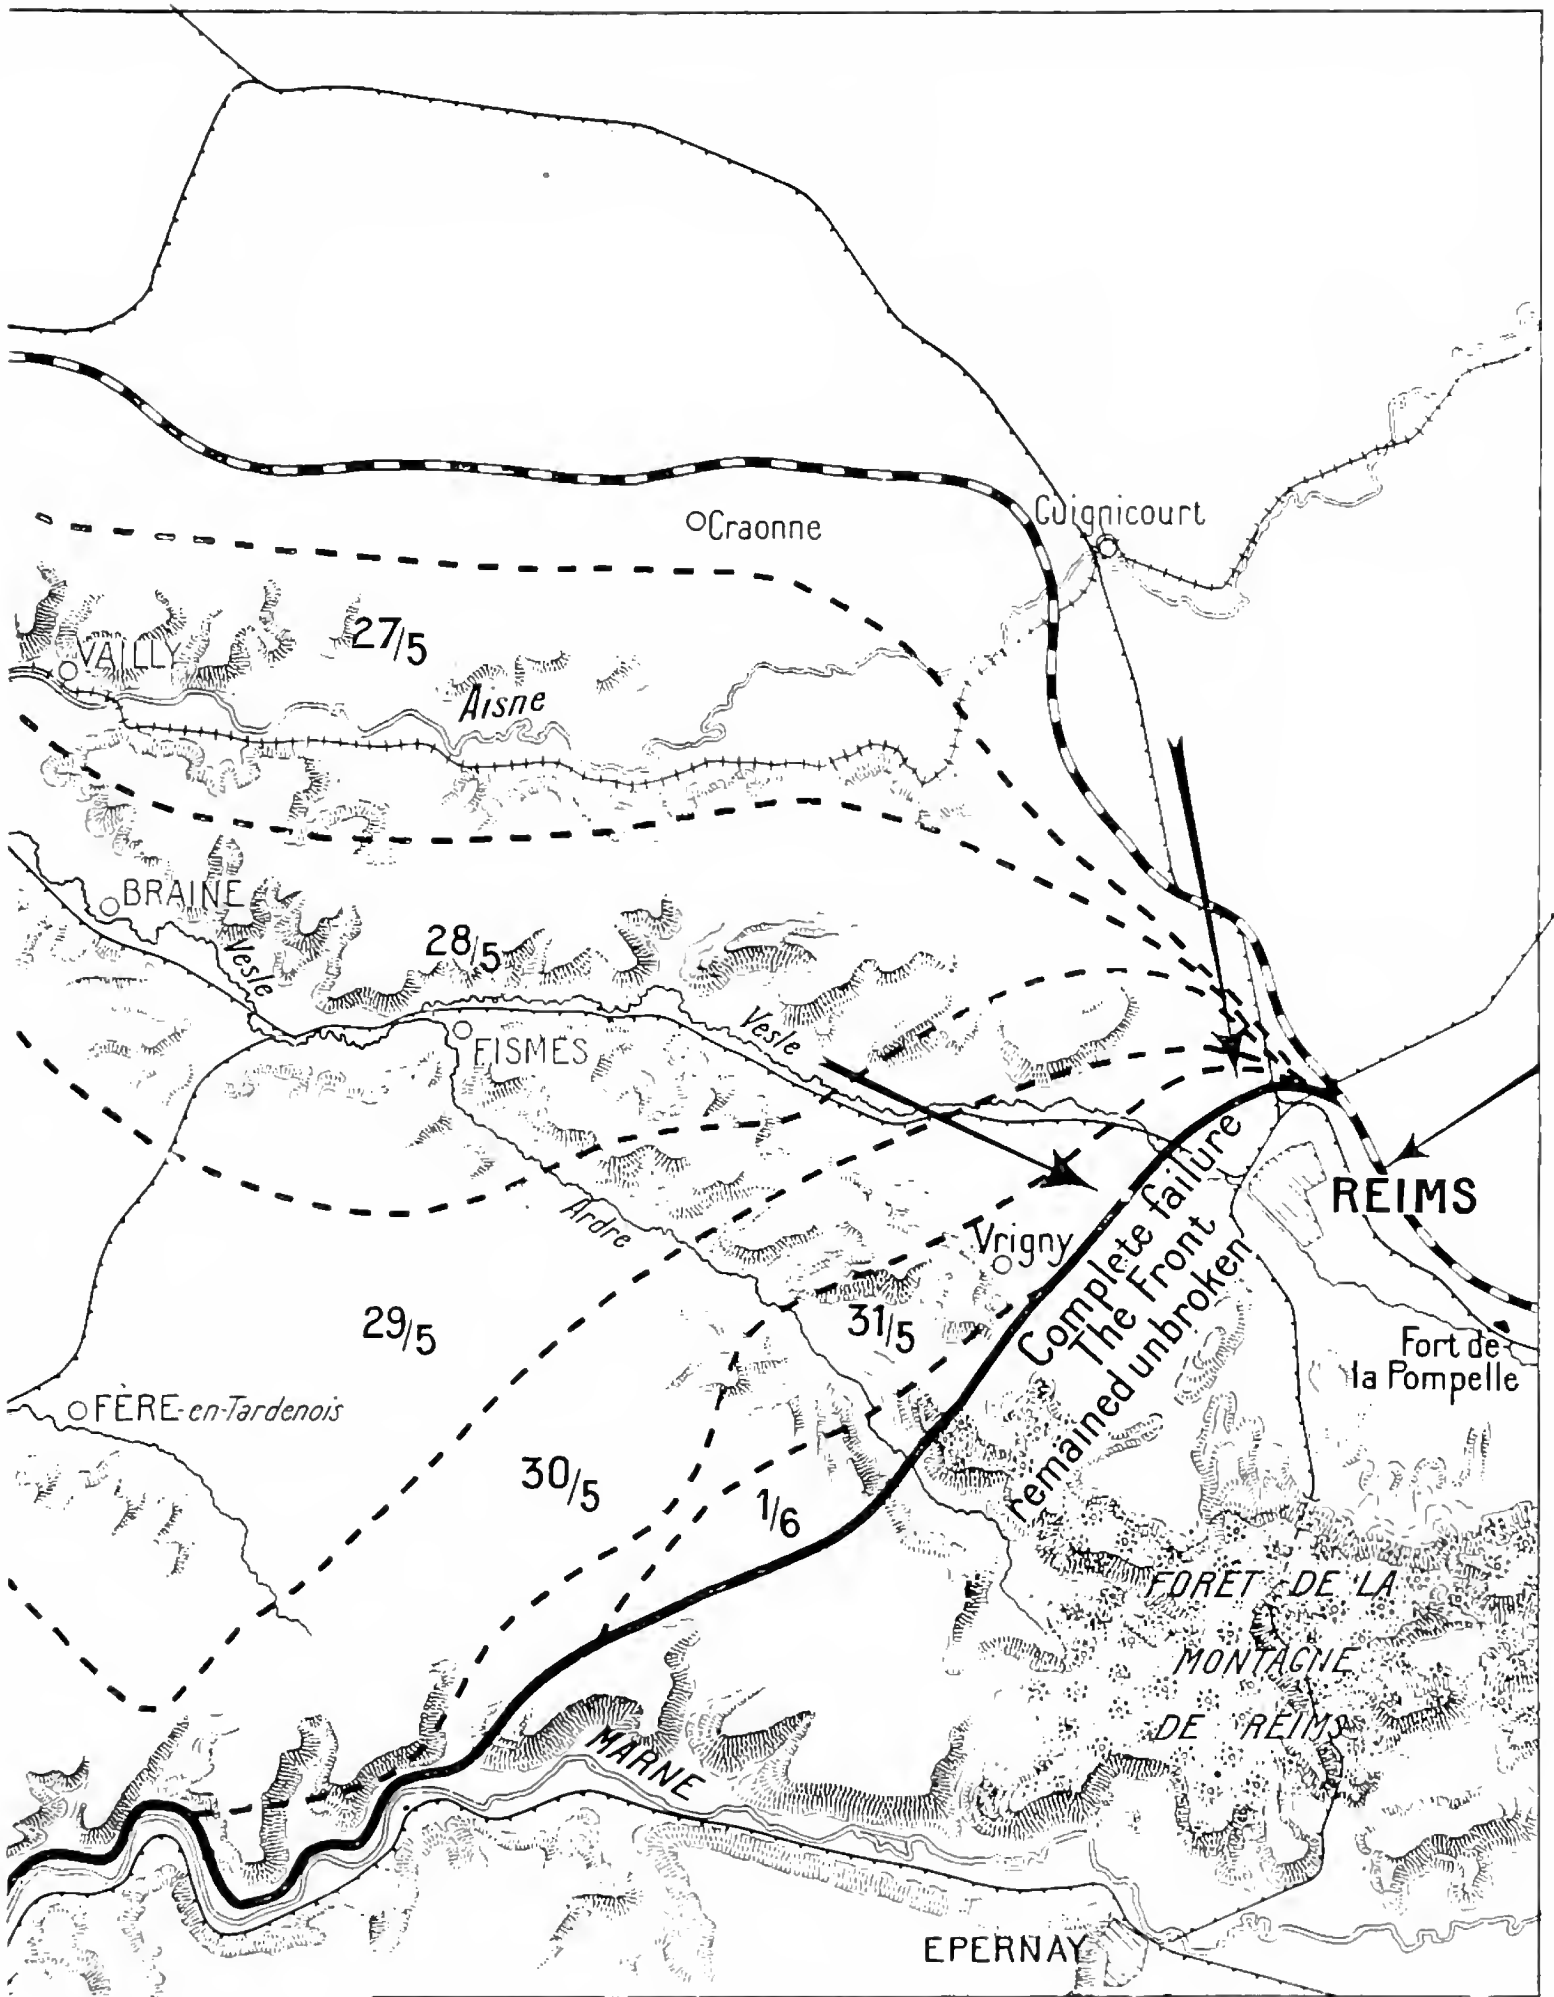 Craonne
Guignicourt
27/5
VAILLY
Aisne
BRAINE
Vesle
28/5
Vesle
FISMES
REIMS
Ardre
Vrigny
Complete failure
The Front
remained unbroken
29/5
31/5
Fort de
la Pompelle
FÈRE-en-Tardenois
30/5
1/6
FORET DE LA
MONTAGNE
DE REIMS
MARNE
EPERNAY